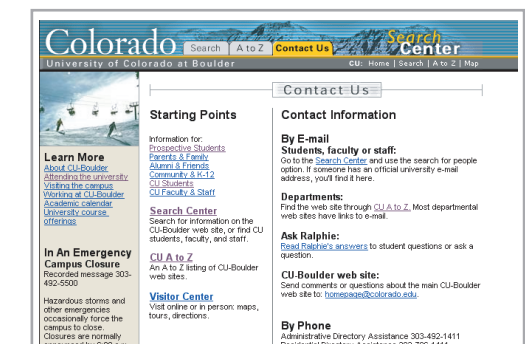 Colorado
Search
A to Z
Contact Us
Search
Center
University of Colorado at Boulder
CU: Home | Search | A to Z | Map
Contact Us
Learn More
About CU-Boulder
Attending the university
Visiting the campus
Working at CU-Boulder
Academic calendar
University course
offerings
In An Emergency
Campus Closure
Recorded message 303-
492-5500
Hazardous storms and
other emergencies
occasionally force the
campus to close.
Closures are normally
Starting Points
Information for:
Prospective Students
Parents & Family
Alumni & Friends
Community & K-12
CU Students
CU Faculty & Staff
Search Center
Search for information on the
CU-Boulder web site, or find CU
students, faculty, and staff.
CU A to Z
An A to Z listing of CU-Boulder
web sites.
Visitor Center
Visit online or in person: maps,
tours, directions.
Contact Information
By E-mail
Students, faculty or staff:
Go to the Search Center and use the search for people
option. If someone has an official university e-mail
address, you'll find it here.
Departments:
Find the web site through CU A to Z. Most departmental
web sites have links to e-mail.
Ask Ralphie:
Read Ralphie's answers to student questions or ask a
question.
CU-Boulder web site:
Send comments or questions about the main CU-Boulder
web site to: homepage@colorado.edu.
By Phone
Administrative Directory Assistance 303-492-1411